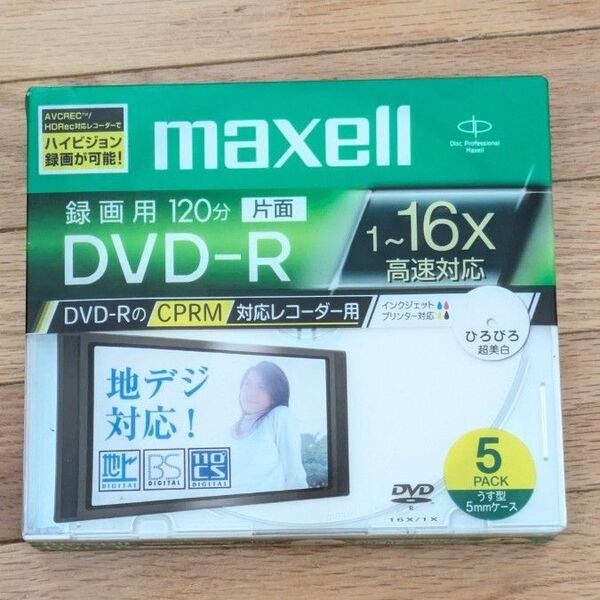 AVCREC™/
HDRec対応レコーダーで
ハイビジョン
録画が可能!
maxell
Disc Professional
Maxell
録画用 120分 片面
DVD-R
1~16x
高速対応
DVD-Rの CPRM 対応レコーダー用
インクジェット
プリンター対応
ひろびろ
超美白
地デジ
対応!
地上
DIGITAL
BS
DIGITAL
110°
CS
DIGITAL
DVD
R
16X/1X
5
PACK
うす型
5mmケース